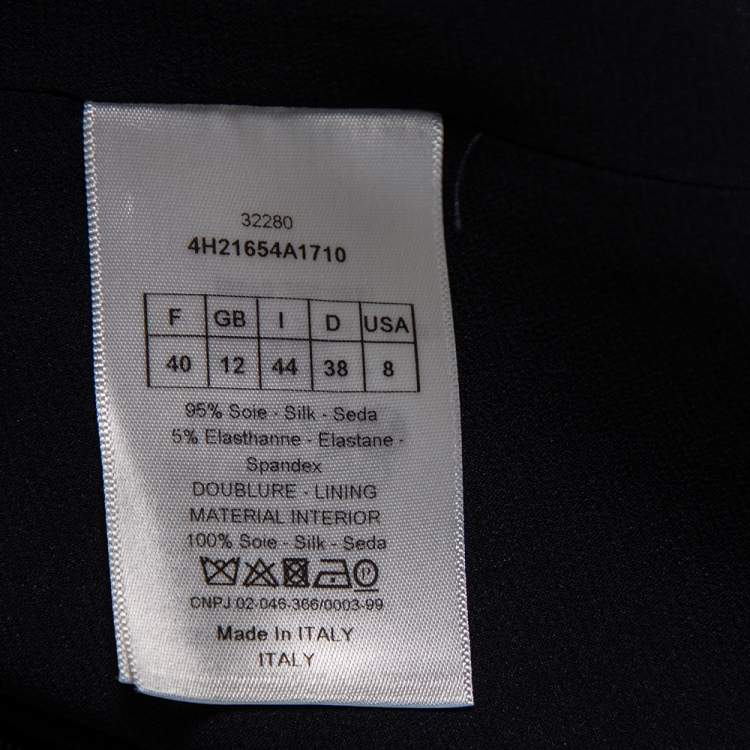 32280
4H21654A1710
F GB I D USA
40 12 44 38 8
95% Soie - Silk - Seda
5% Elasthanne - Elastane -
Spandex
DOUBLURE - LINING
MATERIAL INTERIOR
100% Soie - Silk - Seda
P
CNPJ 02-046-366/0003-99
Made In ITALY
ITALY